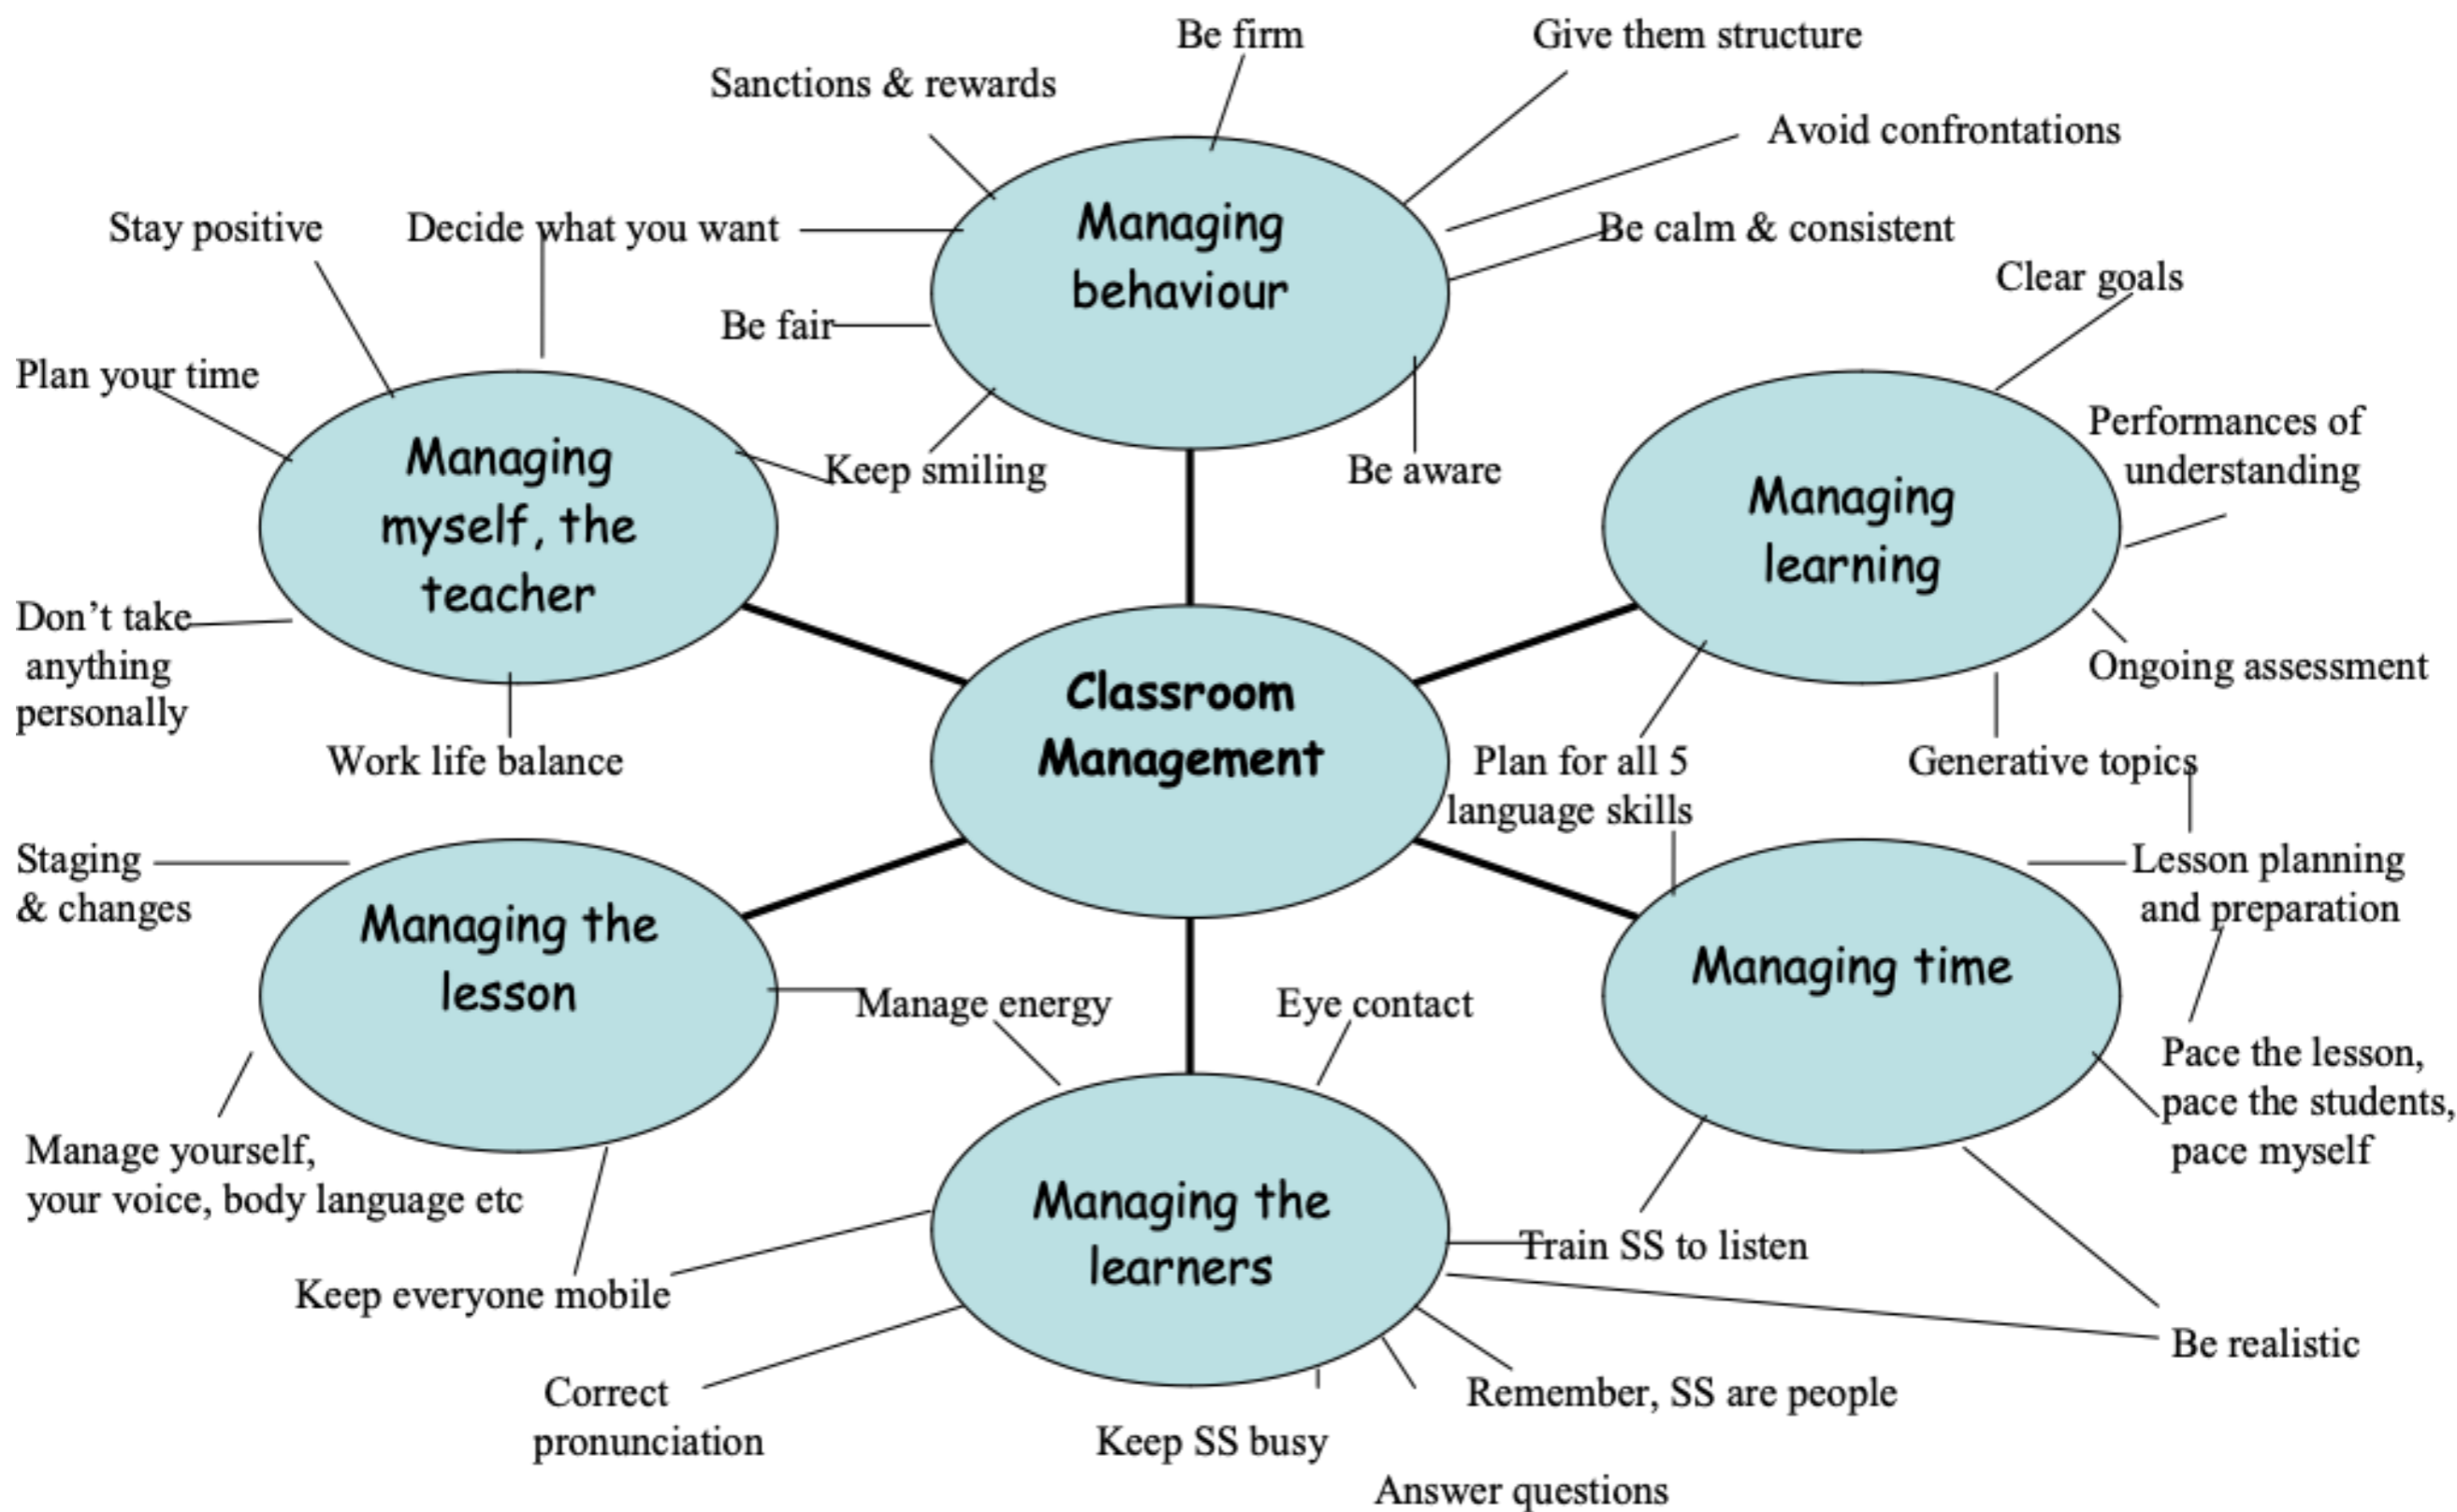 Be firm
Give them structure
Sanctions & rewards
Avoid confrontations
Managing
behaviour
Stay positive
Decide what you want
Be calm & consistent
Clear goals
Be fair
Plan your time
Performances of
understanding
Managing
myself, the
teacher
Keep smiling
Be aware
Managing
learning
Don’t take
anything
personally
Ongoing assessment
Classroom
Management
Work life balance
Plan for all 5
language skills
Generative topics
Staging
& changes
Lesson planning
and preparation
Managing the
lesson
Managing time
Manage energy
Eye contact
Pace the lesson,
pace the students,
pace myself
Manage yourself,
your voice, body language etc
Managing the
learners
Train SS to listen
Keep everyone mobile
Be realistic
Correct
pronunciation
Remember, SS are people
Keep SS busy
Answer questions